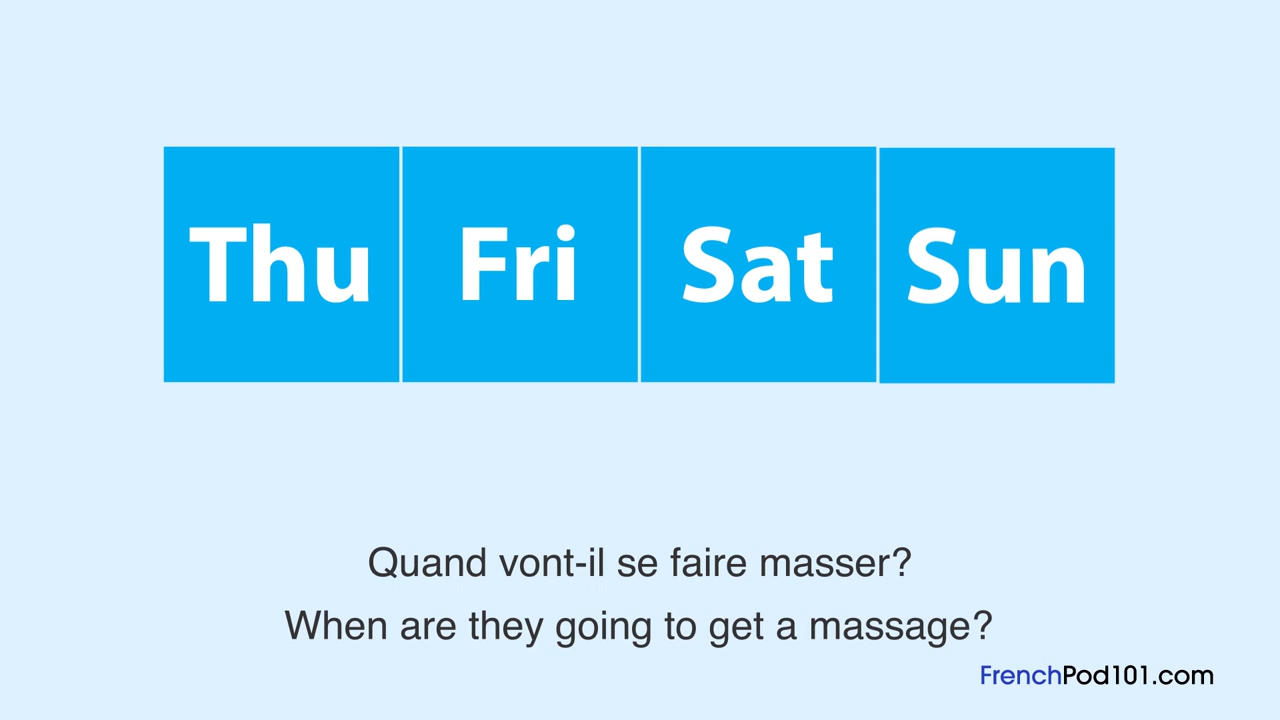 Thu Fri Sat Sun
Quand vont-il se faire masser?
When are they going to get a massage?
FrenchPod101.com